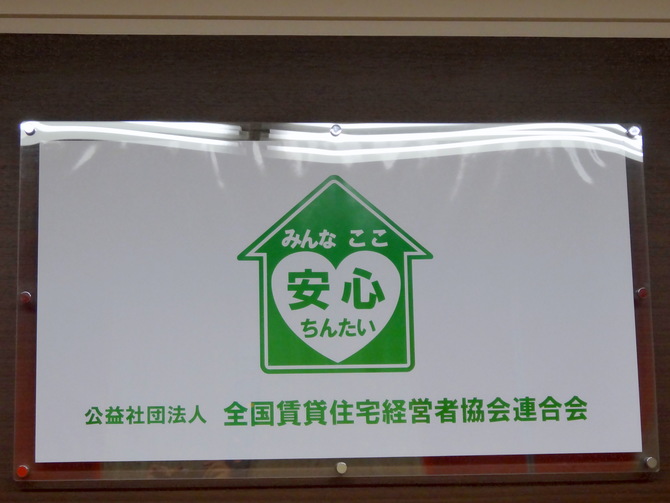 みんな ここ
安心
ちんたい
公益社団法人 全国賃貸住宅経営者協会連合会